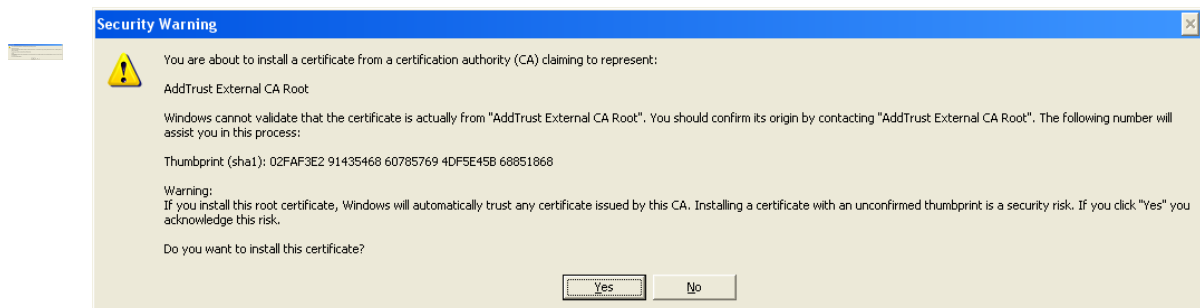 Security Warning
You are about to install a certificate from a certification authority (CA) claiming to represent:
AddTrust External CA Root
Windows cannot validate that the certificate is actually from "AddTrust External CA Root". You should confirm its origin by contacting "AddTrust External CA Root". The following number will
assist you in this process:
Thumbprint (sha1): 02FAF3E2 91435468 60785769 4DF5E45B 68851868
Warning:
If you install this root certificate, Windows will automatically trust any certificate issued by this CA. Installing a certificate with an unconfirmed thumbprint is a security risk. If you click "Yes" you
acknowledge this risk.
Do you want to install this certificate?
Yes
No